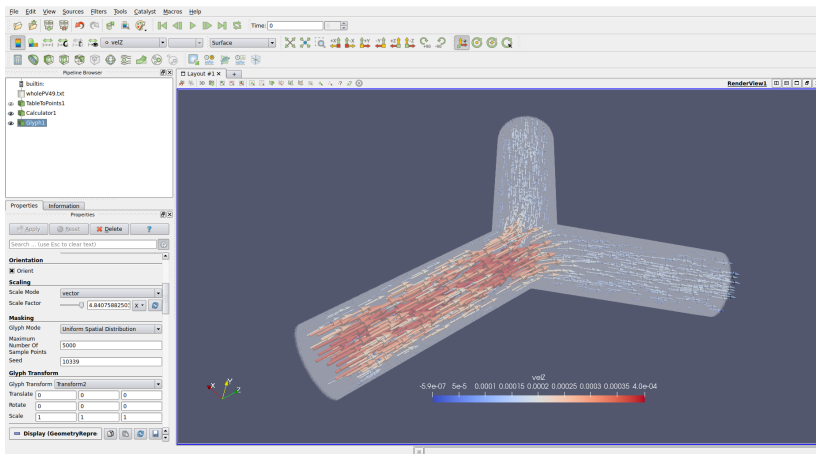 File Edit View Sources Filters Tools Catalyst Macros Help
Time: 0
velZ Surface
-X +X +Y -Y +Z -Z
Pipeline Browser
builtin:
wholePV49.txt
TableToPoints1
Calculator1
Glyph1
Layout #1 × +
3D RenderView1
Properties Information
Properties
Apply Reset Delete ?
Search ... (use Esc to clear text)
Orientation
Orient
Scaling
Scale Mode vector
Scale Factor X
Masking
Glyph Mode Uniform Spatial Distribution
Maximum
Number Of 5000
Sample Points
Seed 10339
Glyph Transform
Glyph Transform Transform2
Translate 0 0 0
Rotate 0 0 0
Scale 1 1 1
Display (GeometryRepre
X Y Z
velZ
-5.9e-07 5e-5 0.0001 0.00015 0.0002 0.00025 0.0003 0.00035 4.0e-04